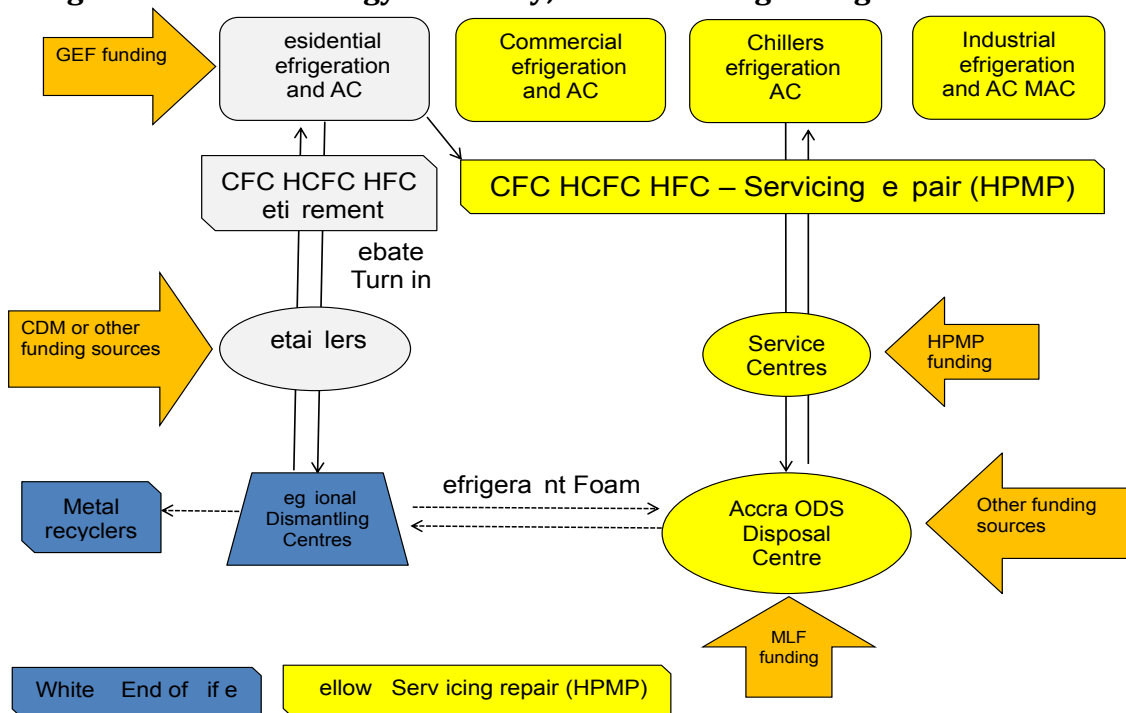 GEF funding
esidential
efrigeration
and AC
Commercial
efrigeration
and AC
Chillers
efrigeration
AC
Industrial
efrigeration
and AC MAC
CFC HCFC HFC
eti rement
CFC HCFC HFC – Servicing e pair (HPMP)
ebate
Turn in
CDM or other
funding sources
etai lers
Service
Centres
HPMP
funding
Metal
recyclers
eg ional
Dismantling
Centres
efrigera nt Foam
Accra ODS
Disposal
Centre
Other funding
sources
MLF
funding
White End of if e
ellow Serv icing repair (HPMP)